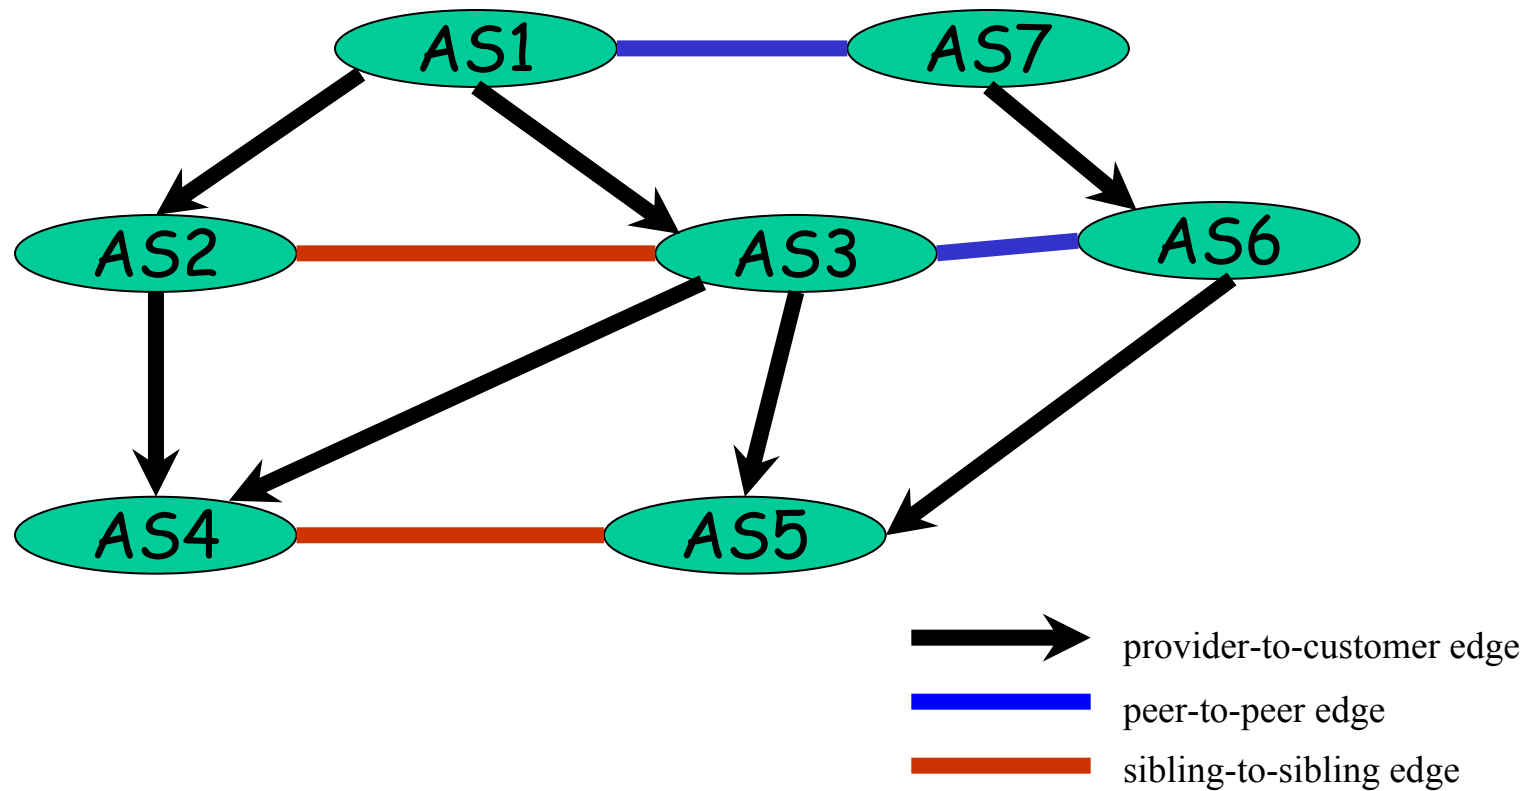 AS1
AS7
AS2
AS3
AS6
AS4
AS5
provider-to-customer edge
peer-to-peer edge
sibling-to-sibling edge